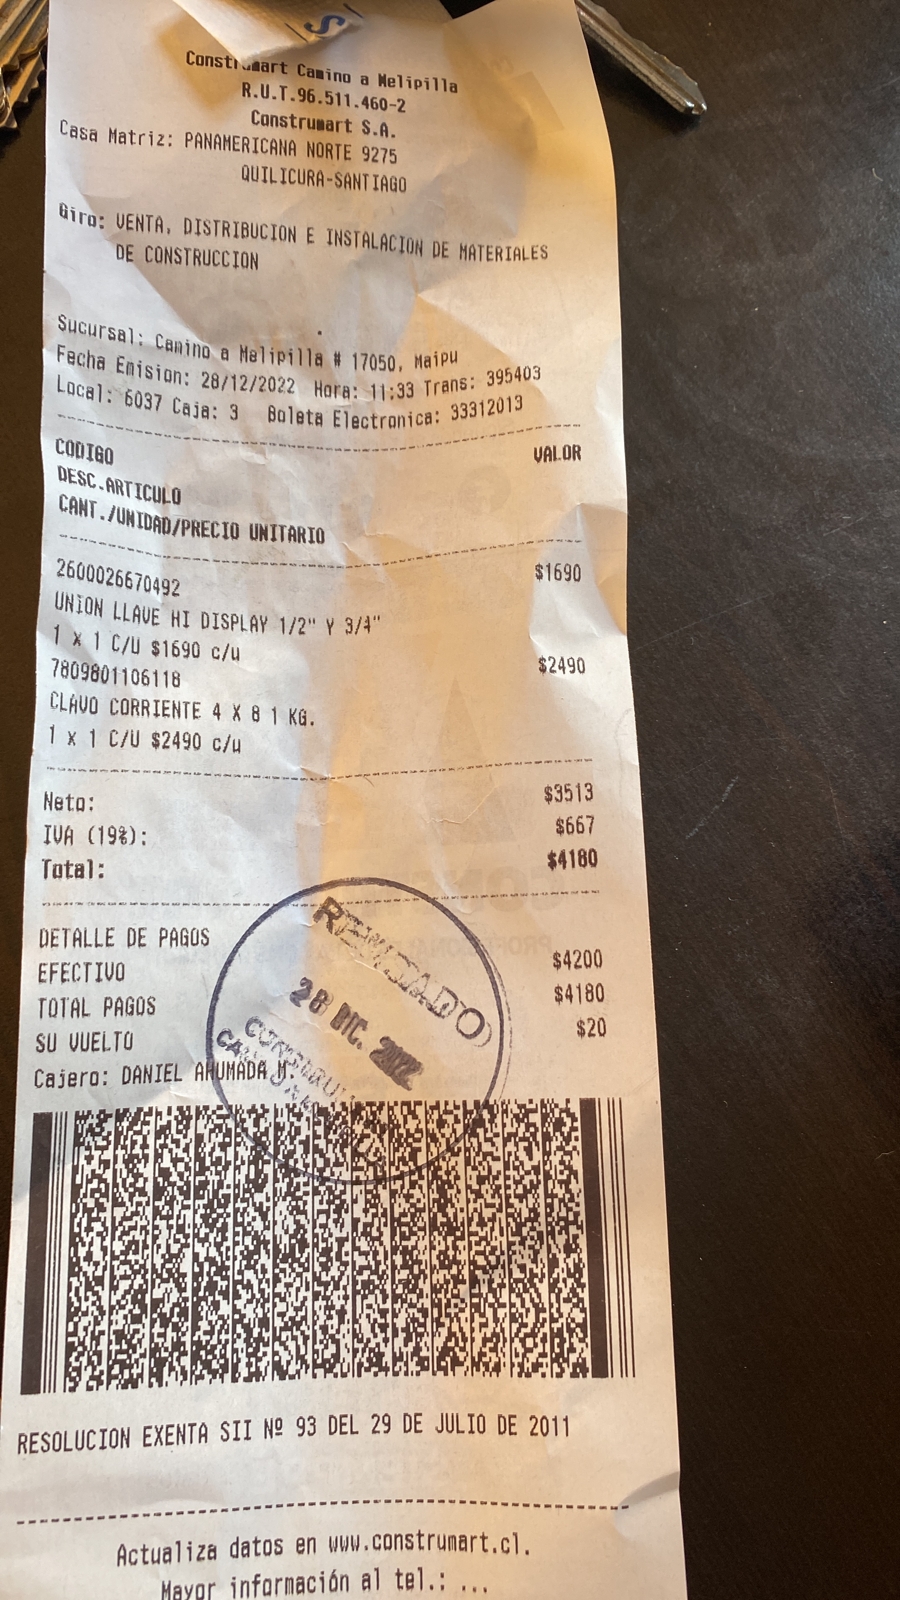 S
Construmart Camino a Melipilla
R.U.T.96.511.460-2
Construmart S.A.
Casa Matriz: PANAMERICANA NORTE 9275
QUILICURA-SANTIAGO
Giro: VENTA, DISTRIBUCION E INSTALACION DE MATERIALES
DE CONSTRUCCION
Sucursal: Camino a Melipilla # 17050, Maipu
Fecha Emision: 28/12/2022 Hora: 11:33 Trans: 395403
Local: 6037 Caja: 3 Boleta Electronica: 33312013
CODIGO VALOR
DESC.ARTICULO
CANT./UNIDAD/PRECIO UNITARIO
2600026670492 $1690
UNION LLAVE HI DISPLAY 1/2" Y 3/4"
1 x 1 C/U $1690 c/u
7809801106118 $2490
CLAVO CORRIENTE 4 X 8 1 KG.
1 x 1 C/U $2490 c/u
Neto: $3513
IVA (19%): $667
Total: $4180
DETALLE DE PAGOS
EFECTIVO $4200
TOTAL PAGOS $4180
SU VUELTO $20
Cajero: DANIEL AHUMADA M.
REVISADO
28 DIC. 2022
RESOLUCION EXENTA SII Nº 93 DEL 29 DE JULIO DE 2011
Actualiza datos en www.construmart.cl.
Mayor información al tel.: ...